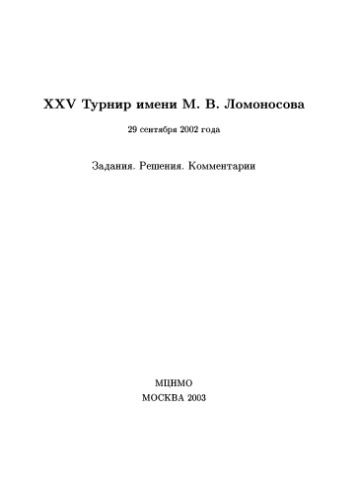 XXV Турнир имени М. В. Ломоносова
29 сентября 2002 года
Задания. Решения. Комментарии
МЦНМО
МОСКВА 2003